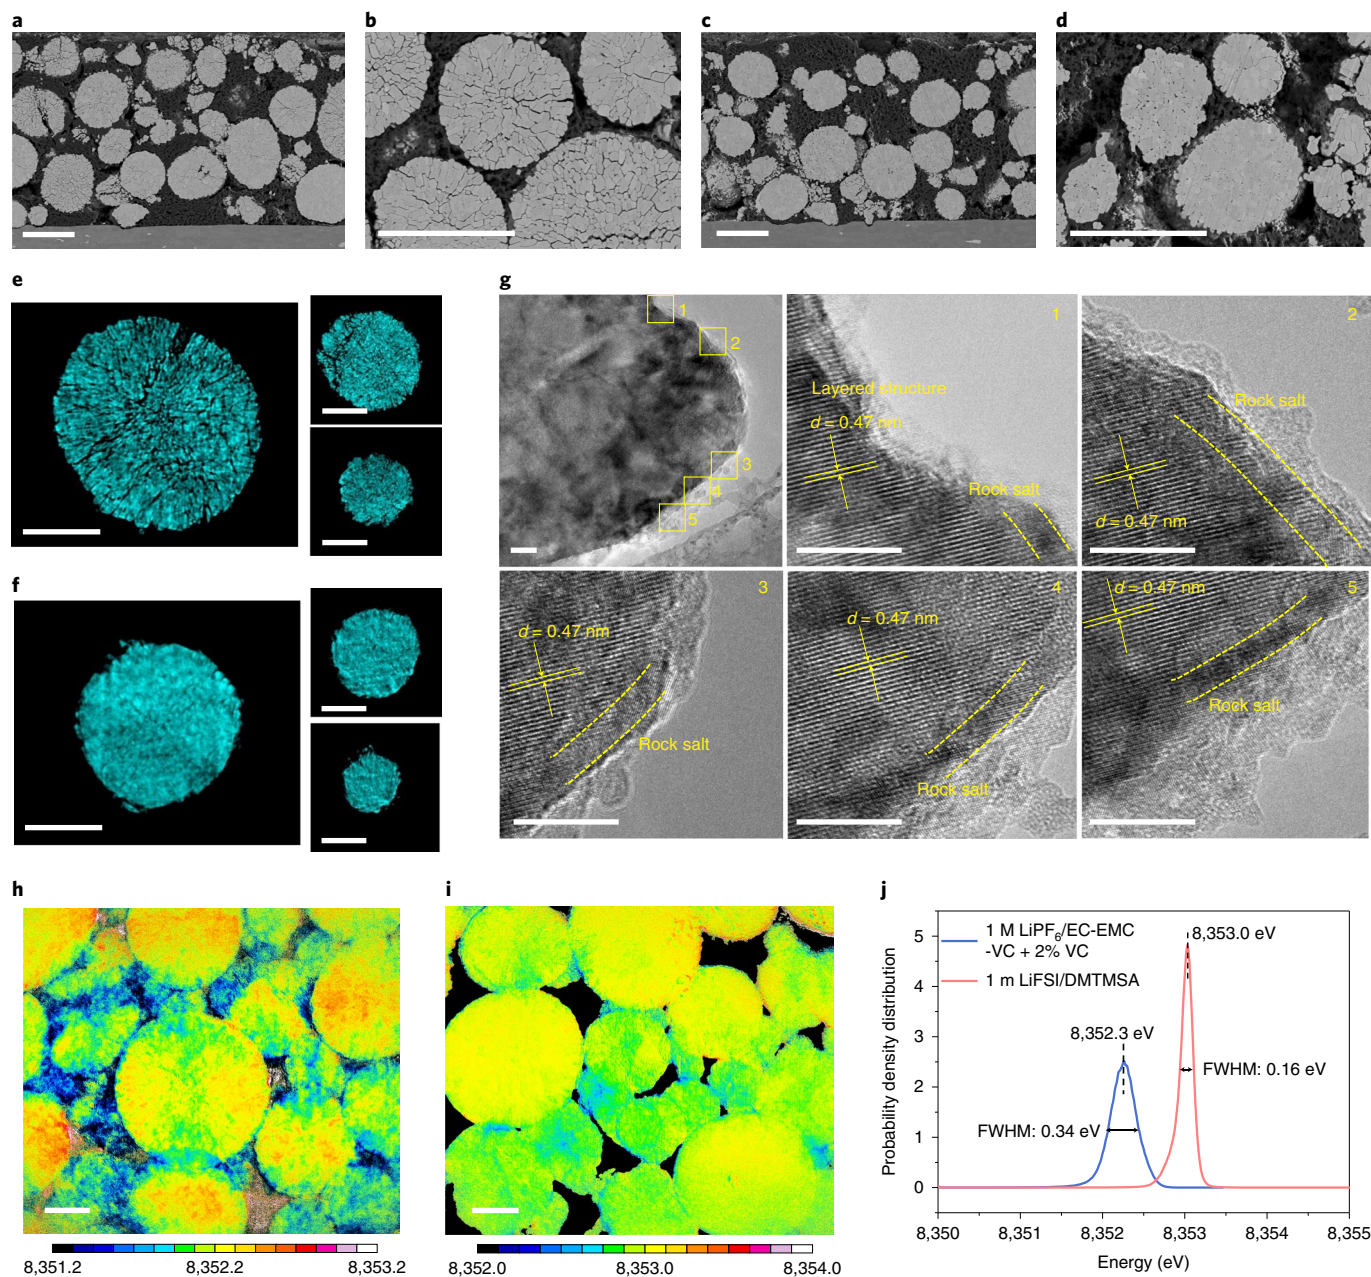 a
b
c
d
e
f
g
1
2
3
4
5
1
Layered structure
d = 0.47 nm
Rock salt
2
Rock salt
d = 0.47 nm
3
d = 0.47 nm
Rock salt
4
d = 0.47 nm
Rock salt
5
d = 0.47 nm
Rock salt
h
8,351.2
8,352.2
8,353.2
i
8,352.0
8,353.0
8,354.0
j
Probability density distribution
5
4
3
2
1
0
1 M LiPF6/EC-EMC
-VC + 2% VC
1 m LiFSI/DMTMSA
8,353.0 eV
8,352.3 eV
FWHM: 0.16 eV
FWHM: 0.34 eV
8,350
8,351
8,352
8,353
8,354
8,355
Energy (eV)